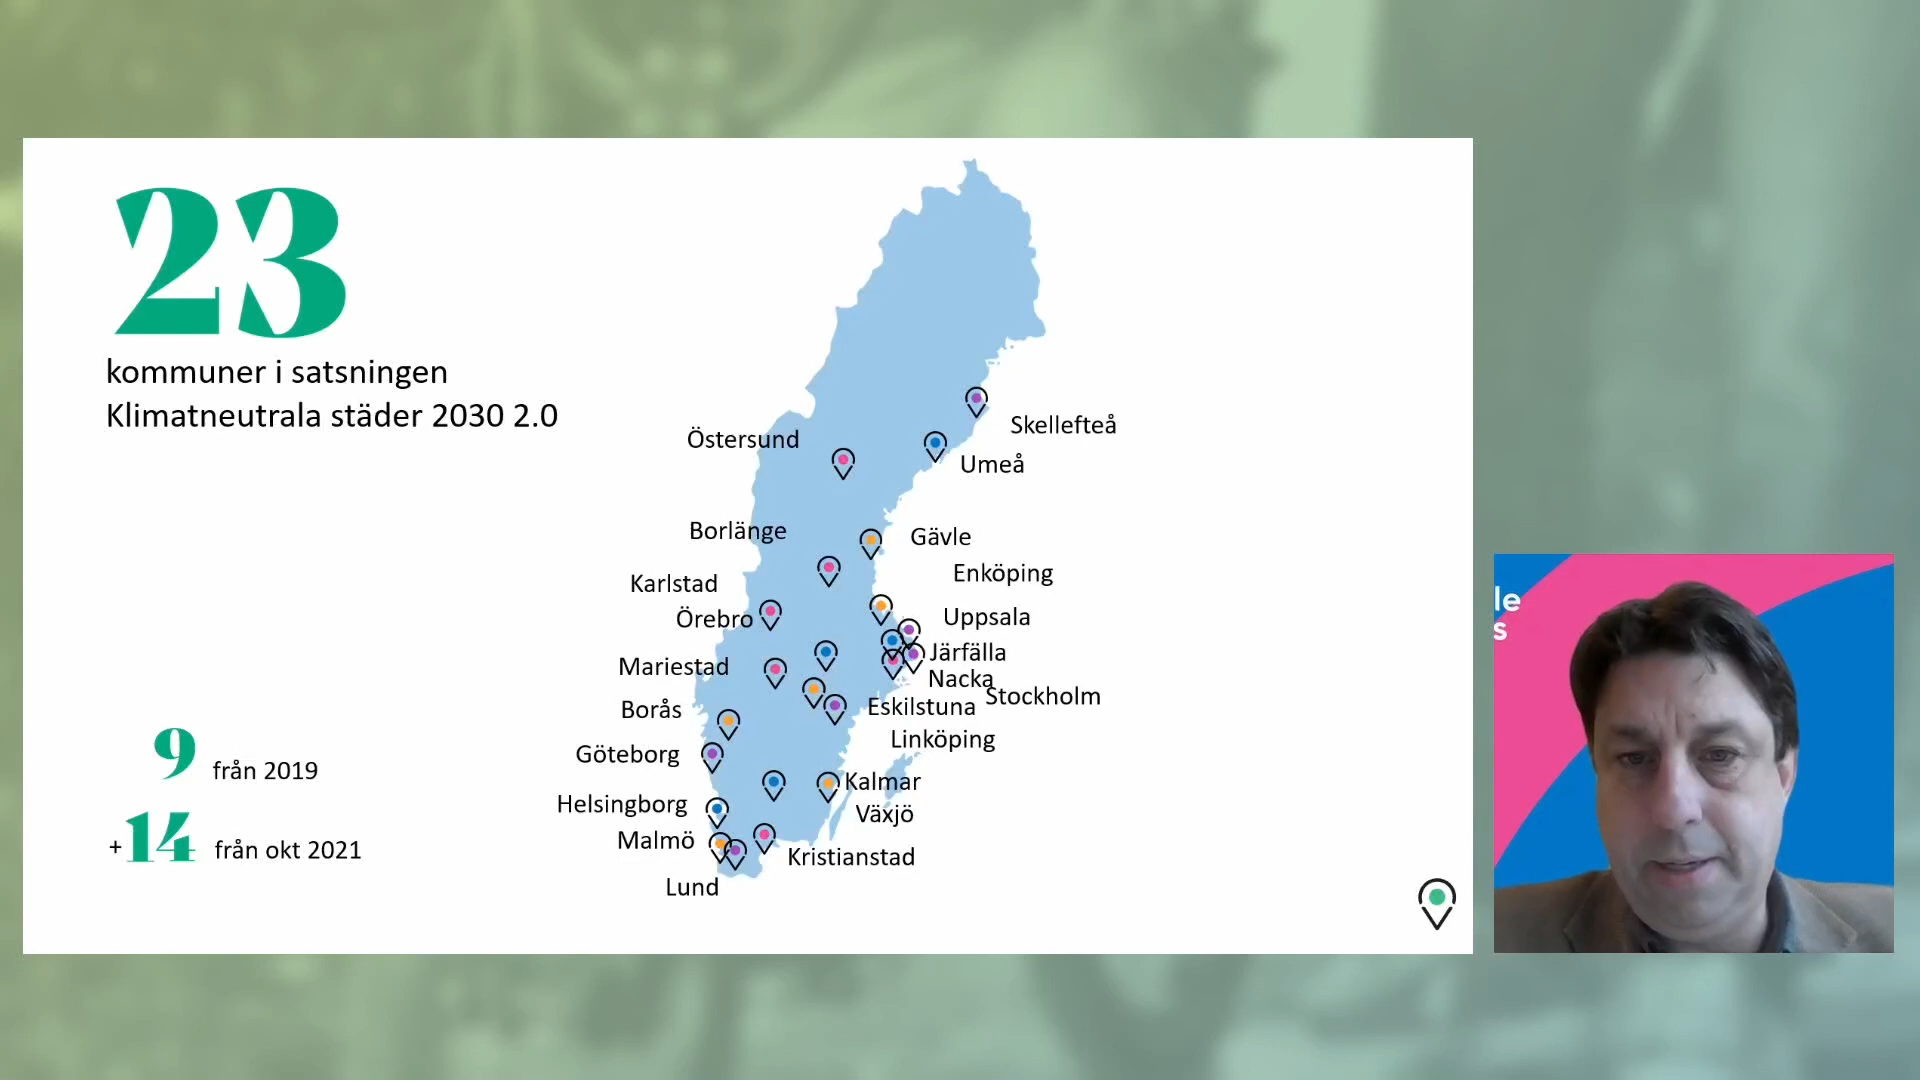 23
kommuner i satsningen
Klimatneutrala städer 2030 2.0
Skellefteå
Östersund
Umeå
Borlänge
Gävle
Enköping
Karlstad
Örebro
Uppsala
Järfälla
Mariestad
Nacka
Stockholm
Borås
Eskilstuna
Linköping
Göteborg
Kalmar
Helsingborg
Växjö
Malmö
Kristianstad
Lund
9 från 2019
+14 från okt 2021
le
s